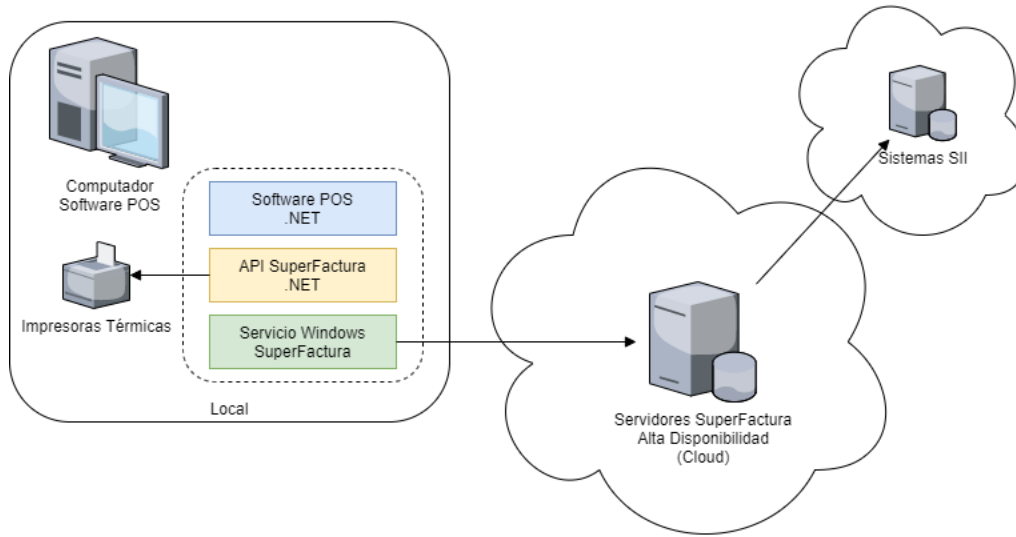 Computador
Software POS
Software POS
.NET
API SuperFactura
.NET
Impresoras Térmicas
Servicio Windows
SuperFactura
Local
Servidores SuperFactura
Alta Disponibilidad
(Cloud)
Sistemas SII